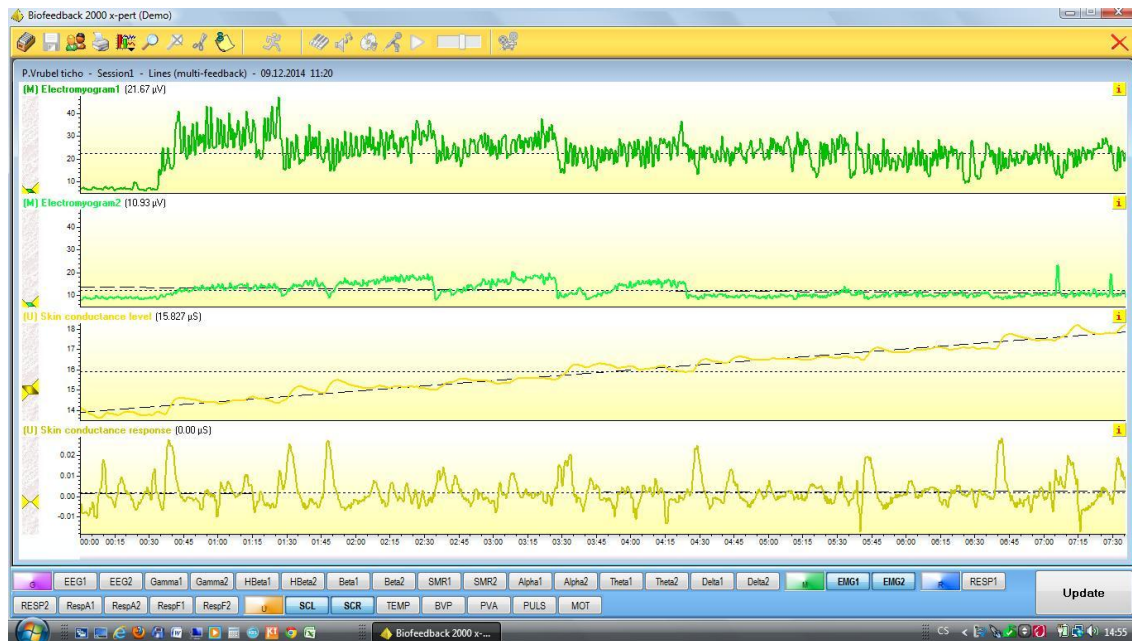 Biofeedback 2000 x-pert (Demo)
P.Vrubel ticho - Session1 - Lines (multi-feedback) - 09.12.2014 11:20
(M) Electromyogram1 (21.67 µV)
40
30
20
10
(M) Electromyogram2 (10.93 µV)
40
30
20
10
(U) Skin conductance level (15.827 µS)
18
17
16
15
14
(U) Skin conductance response (0.00 µS)
0.02
0.01
0.00
-0.01
00:00 00:15 00:30 00:45 01:00 01:15 01:30 01:45 02:00 02:15 02:30 02:45 03:00 03:15 03:30 03:45 04:00 04:15 04:30 04:45 05:00 05:15 05:30 05:45 06:00 06:15 06:30 06:45 07:00 07:15 07:30
G EEG1 EEG2 Gamma1 Gamma2 HBeta1 HBeta2 Beta1 Beta2 SMR1 SMR2 Alpha1 Alpha2 Theta1 Theta2 Delta1 Delta2 M EMG1 EMG2 R RESP1
Update
RESP2 RespA1 RespA2 RespF1 RespF2 U SCL SCR TEMP BVP PVA PULS MOT
Biofeedback 2000 x-...
CS
14:55